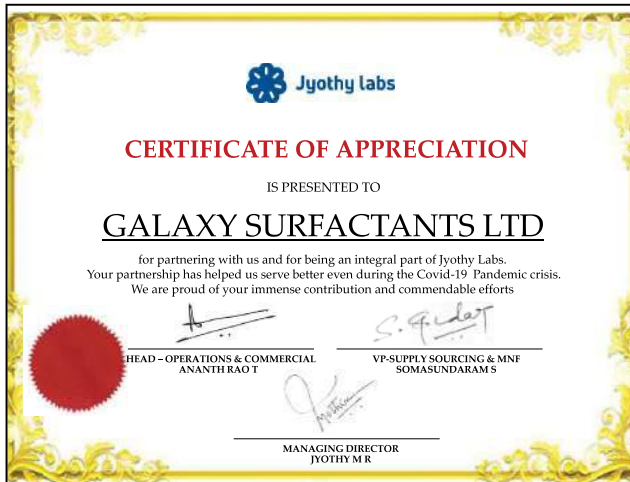 Jyothy labs
CERTIFICATE OF APPRECIATION
IS PRESENTED TO
GALAXY SURFACTANTS LTD
for partnering with us and for being an integral part of Jyothy Labs.
Your partnership has helped us serve better even during the Covid-19 Pandemic crisis.
We are proud of your immense contribution and commendable efforts
HEAD – OPERATIONS & COMMERCIAL
ANANTH RAO T
VP-SUPPLY SOURCING & MNF
SOMASUNDARAM S
MANAGING DIRECTOR
JYOTHY M R